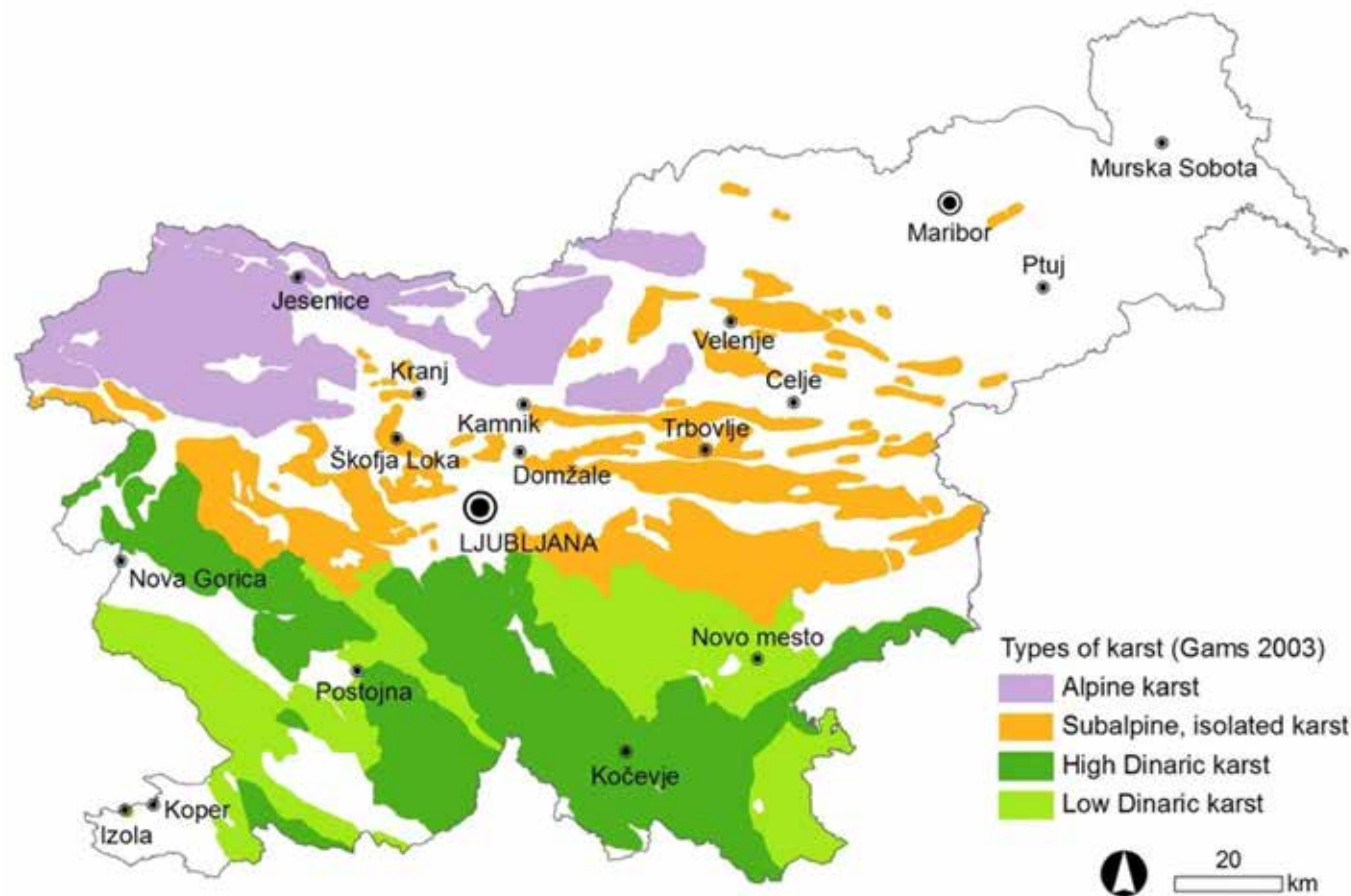 Murska Sobota
Maribor
Ptuj
Jesenice
Velenje
Kranj
Celje
Kamnik
Trbovlje
Škofja Loka
Domžale
LJUBLJANA
Nova Gorica
Novo mesto
Postojna
Kočevje
Koper
Izola
Types of karst (Gams 2003)
Alpine karst
Subalpine, isolated karst
High Dinaric karst
Low Dinaric karst
20
km